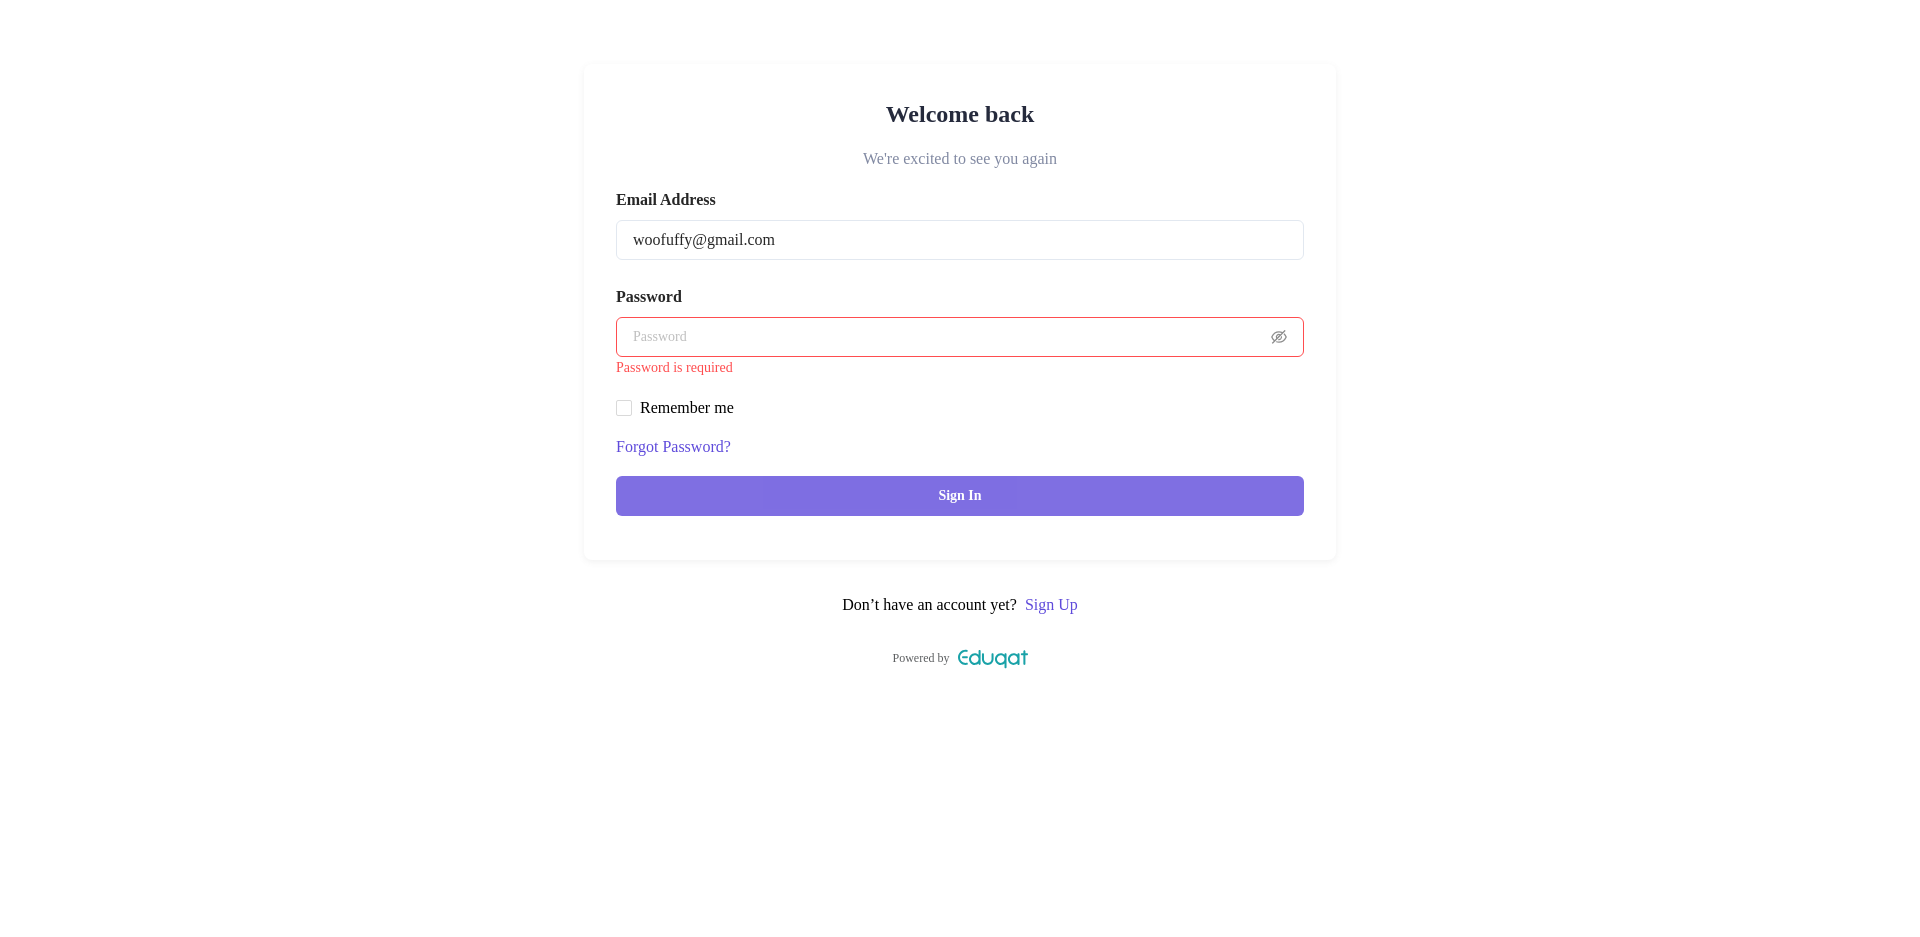 Welcome back
We're excited to see you again
Email Address
woofuffy@gmail.com
Password
Password
Password is required
Remember me
Forgot Password?
Sign In
Don’t have an account yet? Sign Up
Powered by Eduqat